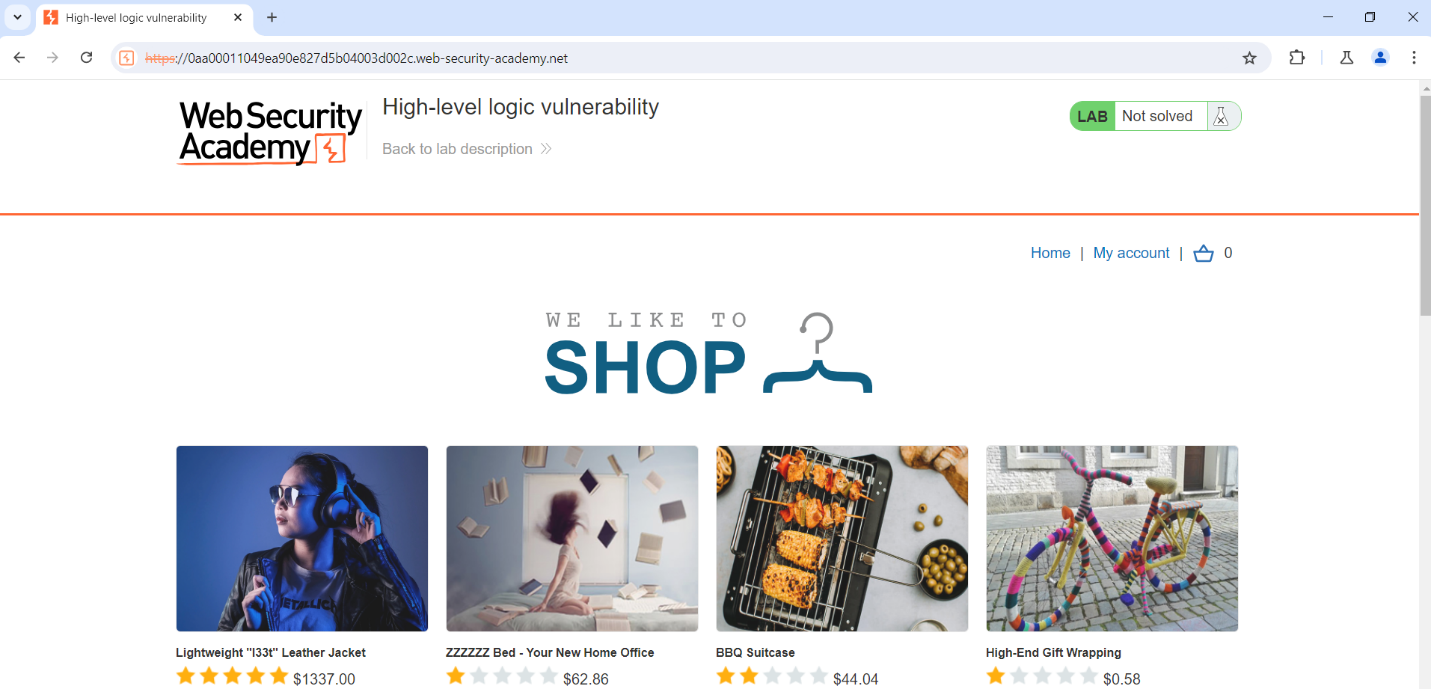 High-level logic vulnerability
https://0aa00011049ea90e827d5b04003d002c.web-security-academy.net
Web Security
Academy
High-level logic vulnerability
Back to lab description
LAB
Not solved
Home | My account | 0
WE LIKE TO
SHOP
METALLICA
Lightweight "l33t" Leather Jacket
$1337.00
ZZZZZZ Bed - Your New Home Office
$62.86
BBQ Suitcase
$44.04
High-End Gift Wrapping
$0.58